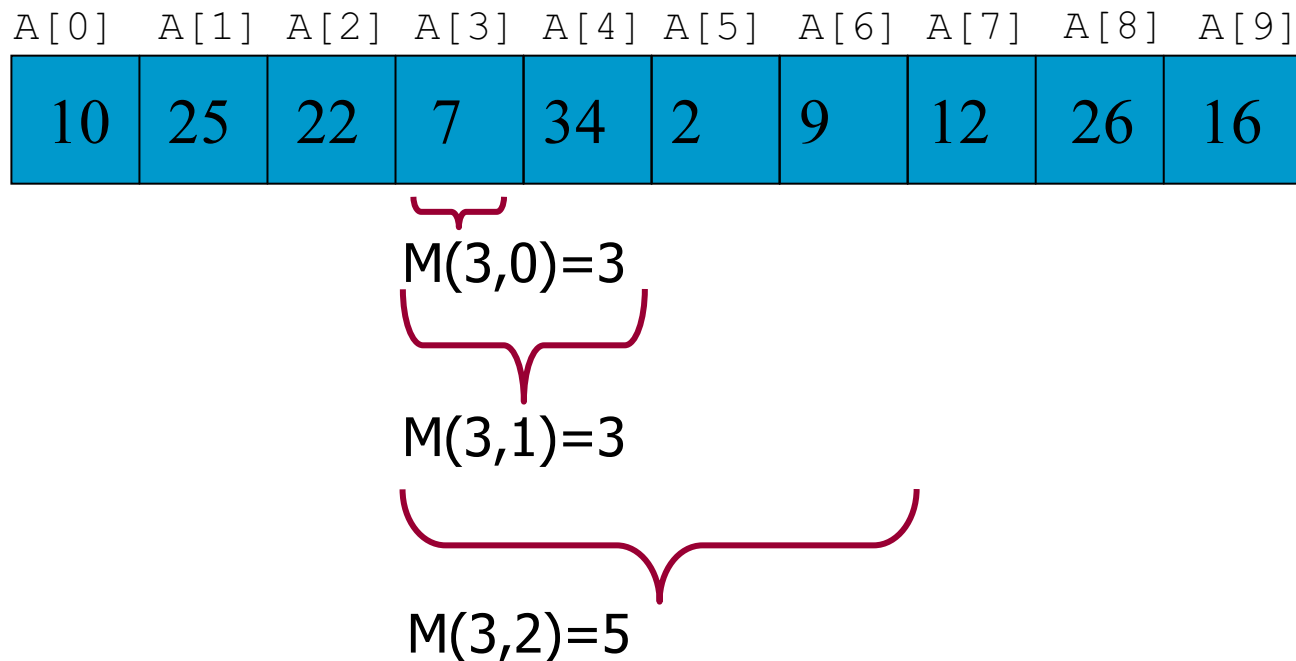 A[0] A[1] A[2] A[3] A[4] A[5] A[6] A[7] A[8] A[9]
10 25 22 7 34 2 9 12 26 16
M(3,0)=3
M(3,1)=3
M(3,2)=5